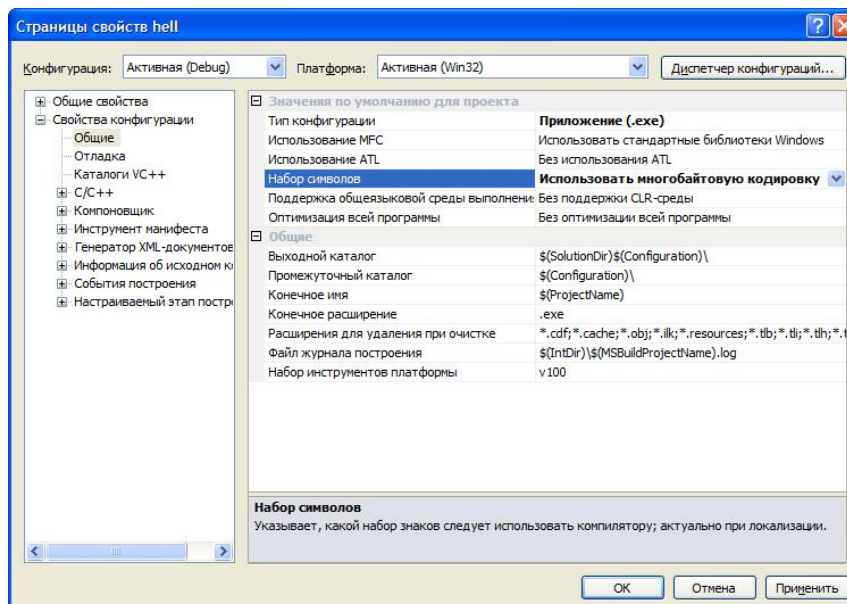 Страницы свойств hell
Конфигурация: Активная (Debug) Платформа: Активная (Win32) Диспетчер конфигураций...
Общие свойства
Свойства конфигурации
Общие
Отладка
Каталоги VC++
C/C++
Компоновщик
Инструмент манифеста
Генератор XML-документов
Информация об исходном к
События построения
Настраиваемый этап постр
Значения по умолчанию для проекта
Тип конфигурации Приложение (.exe)
Использование MFC Использовать стандартные библиотеки Windows
Использование ATL Без использования ATL
Набор символов Использовать многобайтовую кодировку
Поддержка общеязыковой среды выполнени Без поддержки CLR-среды
Оптимизация всей программы Без оптимизации всей программы
Общие
Выходной каталог $(SolutionDir)$(Configuration)\
Промежуточный каталог $(Configuration)\
Конечное имя $(ProjectName)
Конечное расширение .exe
Расширения для удаления при очистке *.cdf;*.cache;*.obj;*.ilk;*.resources;*.tlb;*.tli;*.tlh;*.t
Файл журнала построения $(IntDir)\$(MSBuildProjectName).log
Набор инструментов платформы v100
Набор символов
Указывает, какой набор знаков следует использовать компилятору; актуально при локализации.
ОК Отмена Применить